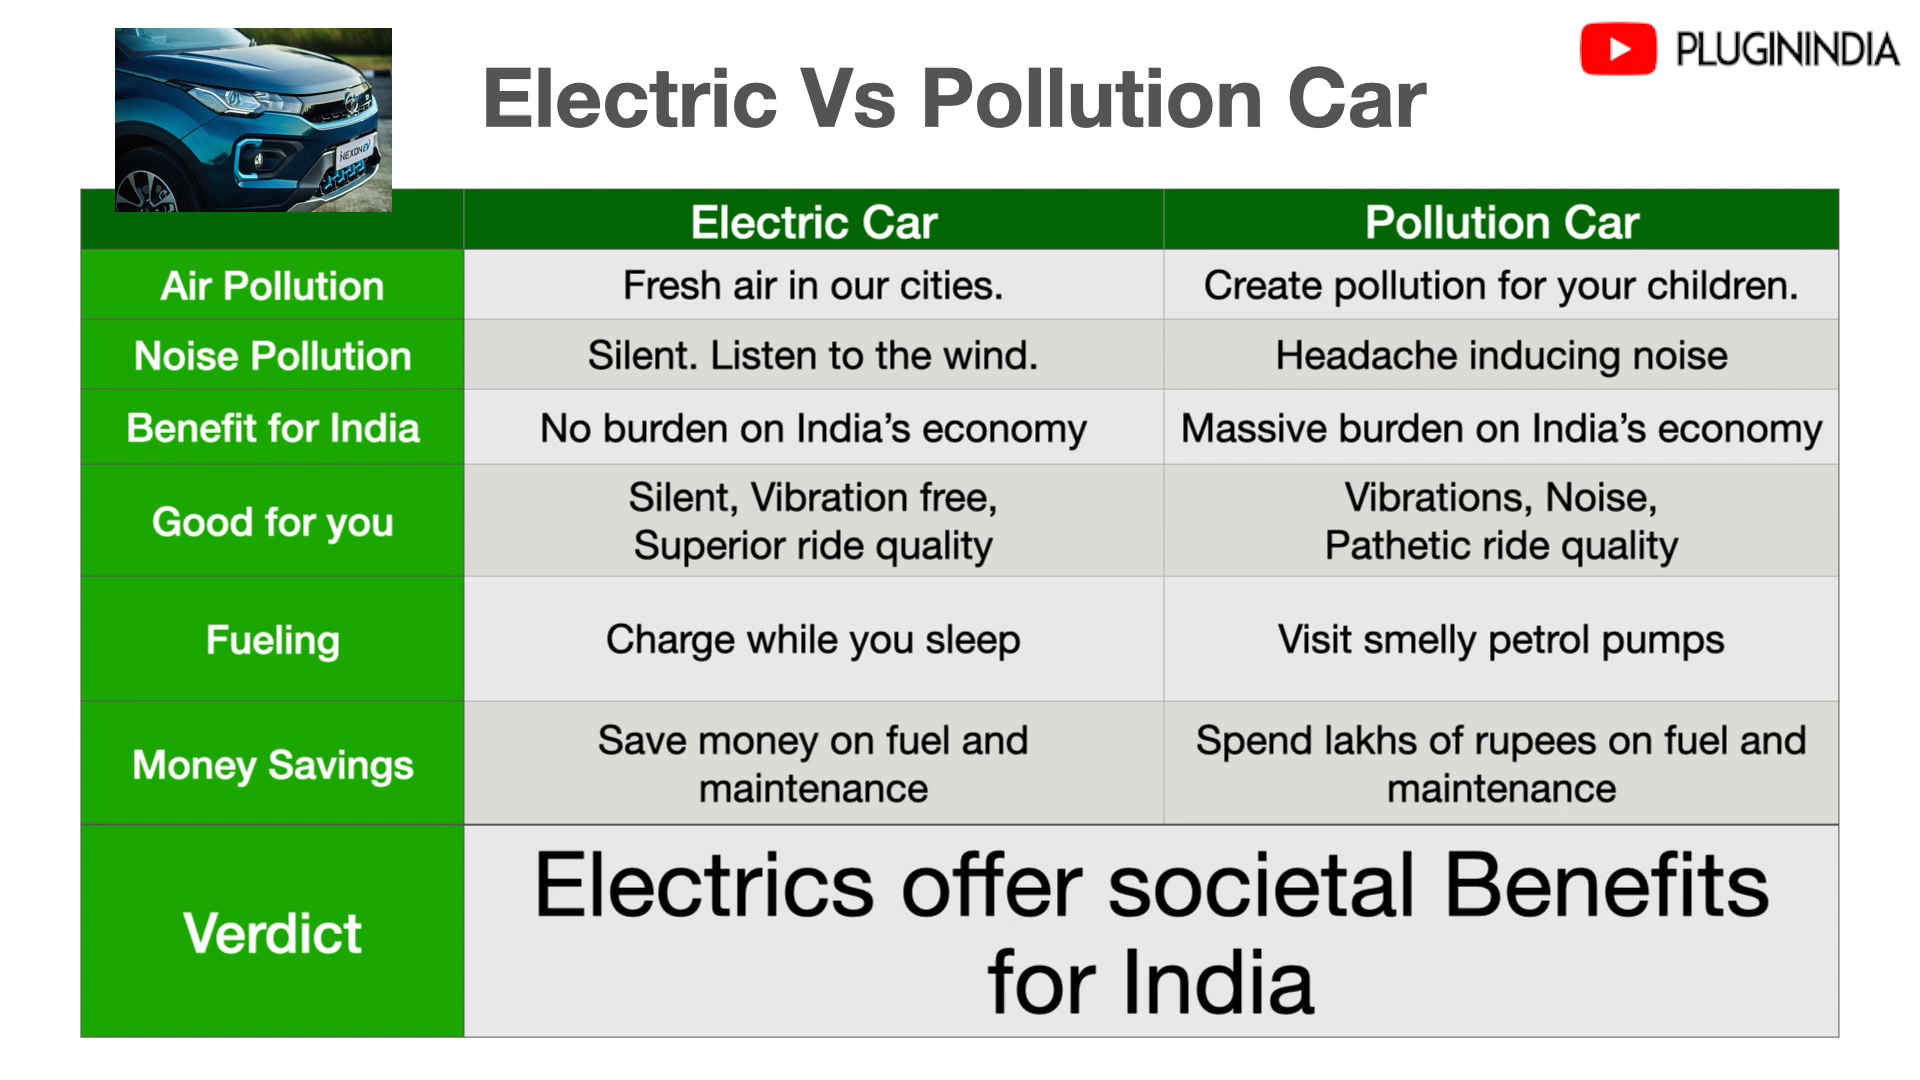 PLUGININDIA
Electric Vs Pollution Car
NEXON EV
Electric Car
Pollution Car
Air Pollution
Fresh air in our cities.
Create pollution for your children.
Noise Pollution
Silent. Listen to the wind.
Headache inducing noise
Benefit for India
No burden on India’s economy
Massive burden on India’s economy
Good for you
Silent, Vibration free,
Superior ride quality
Vibrations, Noise,
Pathetic ride quality
Fueling
Charge while you sleep
Visit smelly petrol pumps
Money Savings
Save money on fuel and
maintenance
Spend lakhs of rupees on fuel and
maintenance
Verdict
Electrics offer societal Benefits
for India